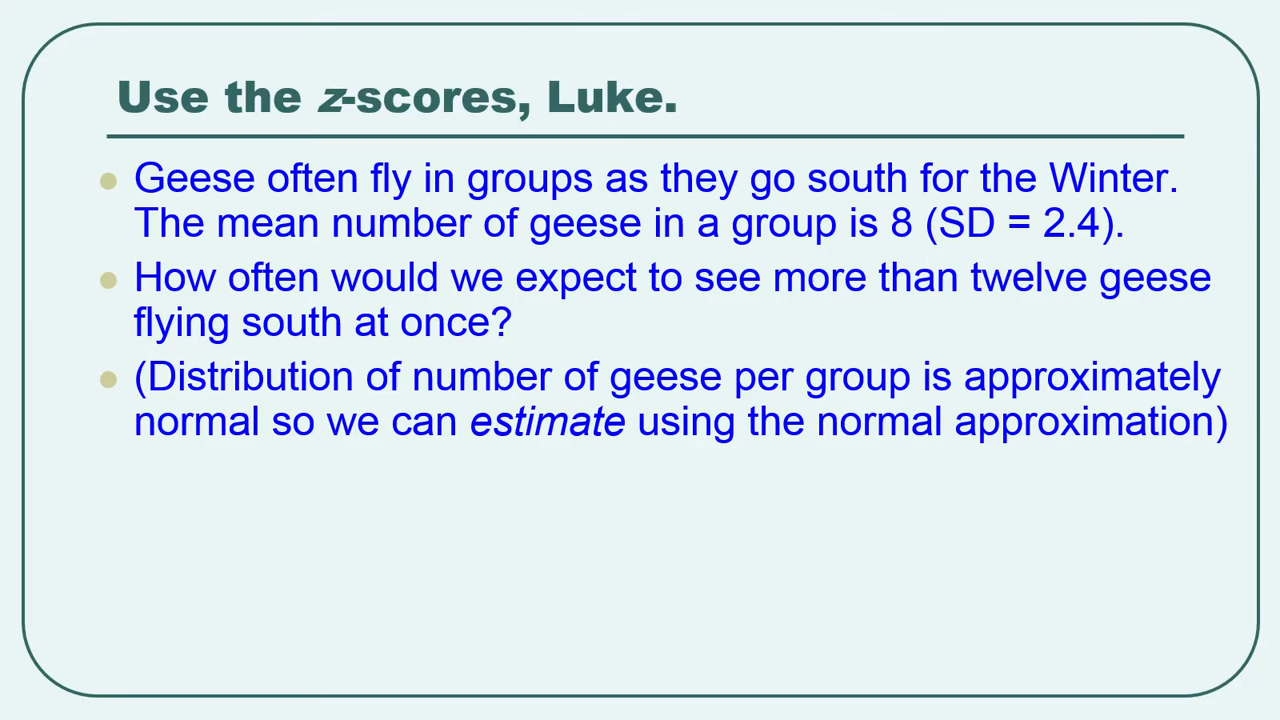 Use the z-scores, Luke.
Geese often fly in groups as they go south for the Winter.
The mean number of geese in a group is 8 (SD = 2.4).
How often would we expect to see more than twelve geese
flying south at once?
(Distribution of number of geese per group is approximately
normal so we can estimate using the normal approximation)